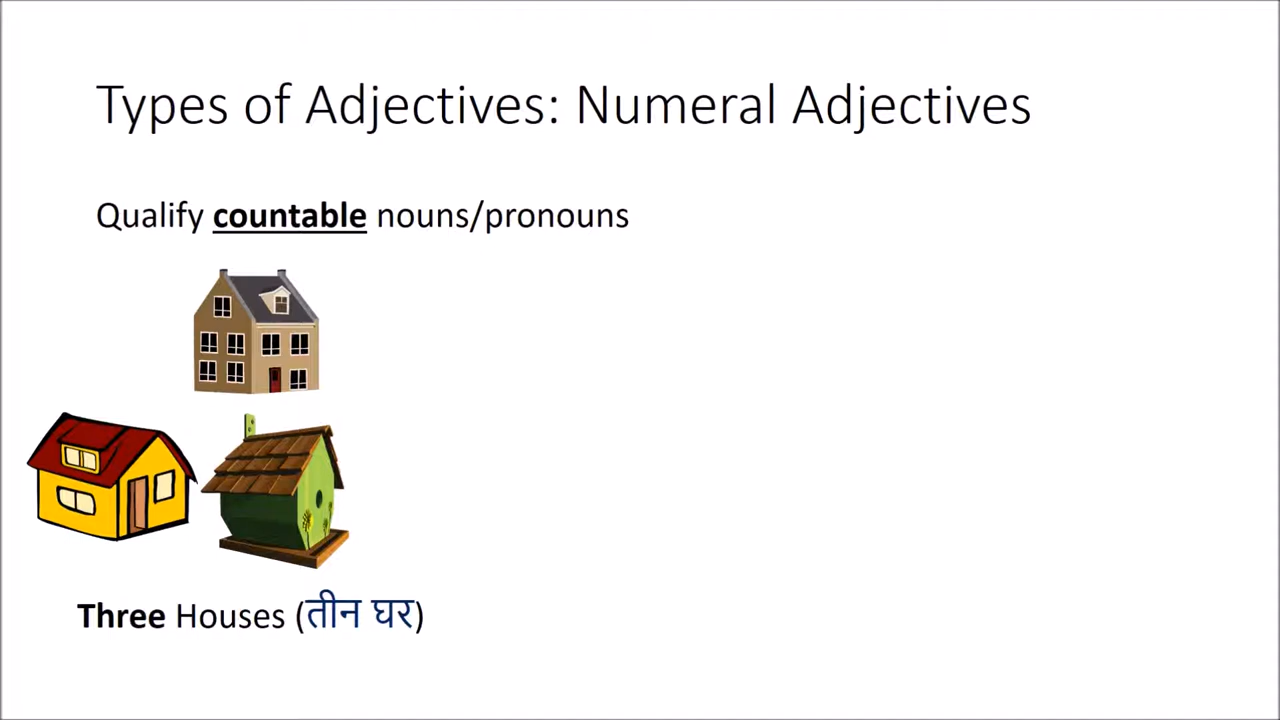 Types of Adjectives: Numeral Adjectives
Qualify countable nouns/pronouns
Three Houses (तीन घर)